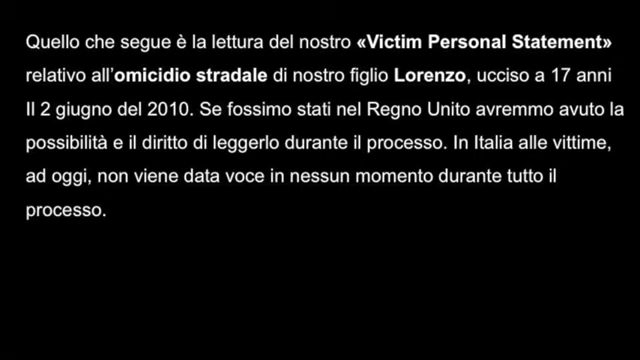 Quello che segue è la lettura del nostro «Victim Personal Statement»
relativo all'omicidio stradale di nostro figlio Lorenzo, ucciso a 17 anni
Il 2 giugno del 2010. Se fossimo stati nel Regno Unito avremmo avuto la
possibilità e il diritto di leggerlo durante il processo. In Italia alle vittime,
ad oggi, non viene data voce in nessun momento durante tutto il
processo.